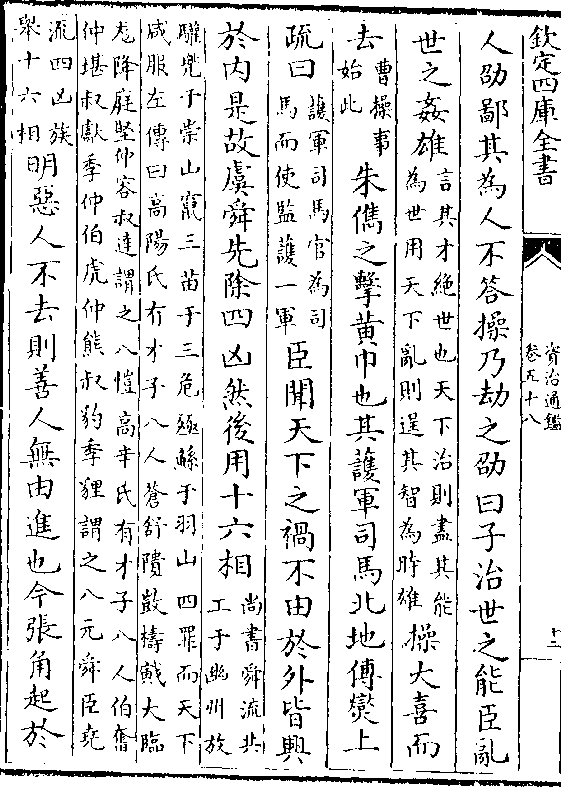 欽定四庫全書
資治通鑑
卷五十八
十二
人劭鄙其為人不答操乃劫之劭曰子治世之能臣亂
世之姦雄
言其才絶世也天下治則盡其能
為世用天下亂則逞其智為時雄
操大喜而
去
曹操事
始此
朱儁之擊黄巾也其護軍司馬北地傅燮上
疏曰
護軍司馬官為司
馬而使監護一軍
臣聞天下之禍不由於外皆興
於内是故虞舜先除四凶然後用十六相
尚書舜流共
工于幽州放
驩兜于崇山竄三苗于三危殛鯀于羽山四罪而天下
咸服左傳曰高陽氏有才子八人蒼舒隤敱檮戭大臨
尨降庭堅仲容叔達謂之八愷高辛氏有才子八人伯奮
仲堪叔獻季仲伯虎仲熊叔豹季貍謂之八元舜臣堯
流四凶族
舉十六相
明惡人不去則善人無由進也今張角起於